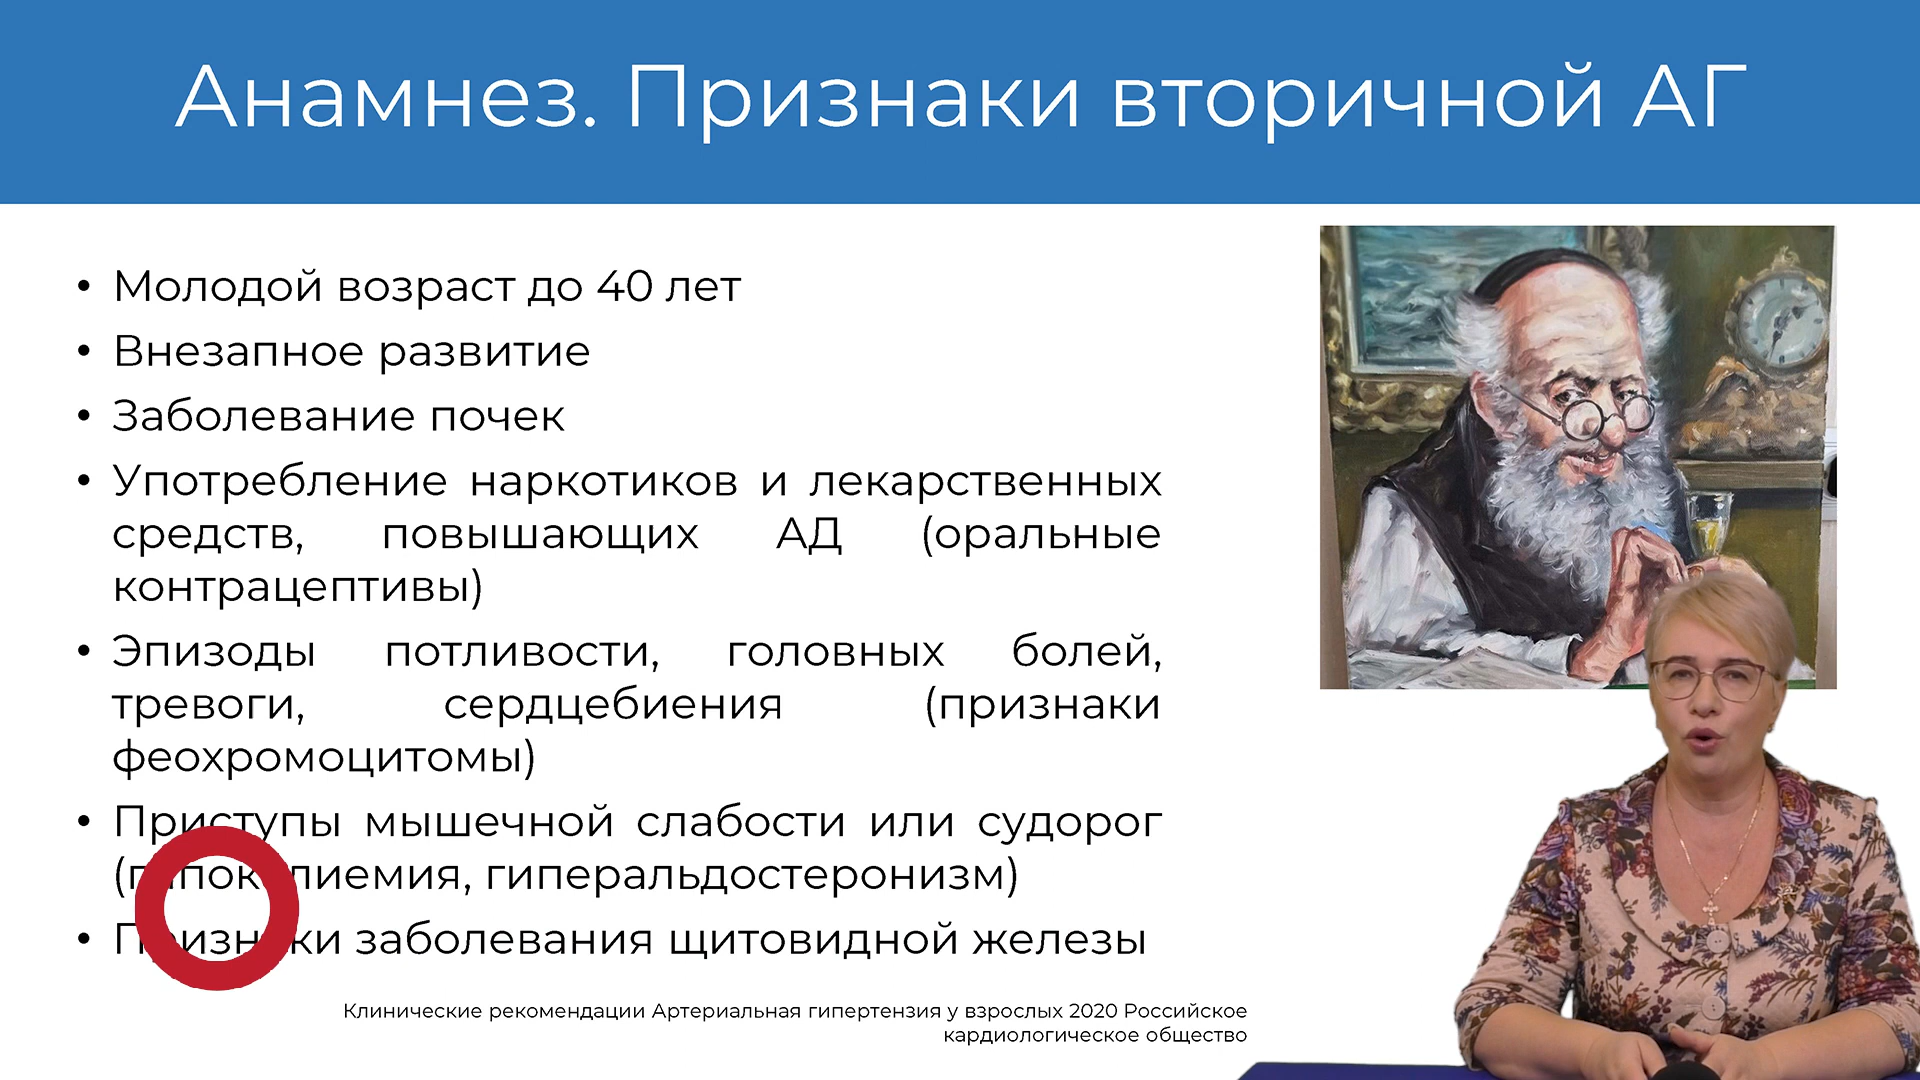 Анамнез. Признаки вторичной АГ
• Молодой возраст до 40 лет
• Внезапное развитие
• Заболевание почек
• Употребление наркотиков и лекарственных
средств, повышающих АД (оральные
контрацептивы)
• Эпизоды потливости, головных болей,
тревоги, сердцебиения (признаки
феохромоцитомы)
• Приступы мышечной слабости или судорог
(гипокалиемия, гиперальдостеронизм)
• Признаки заболевания щитовидной железы
Клинические рекомендации Артериальная гипертензия у взрослых 2020 Российское
кардиологическое общество